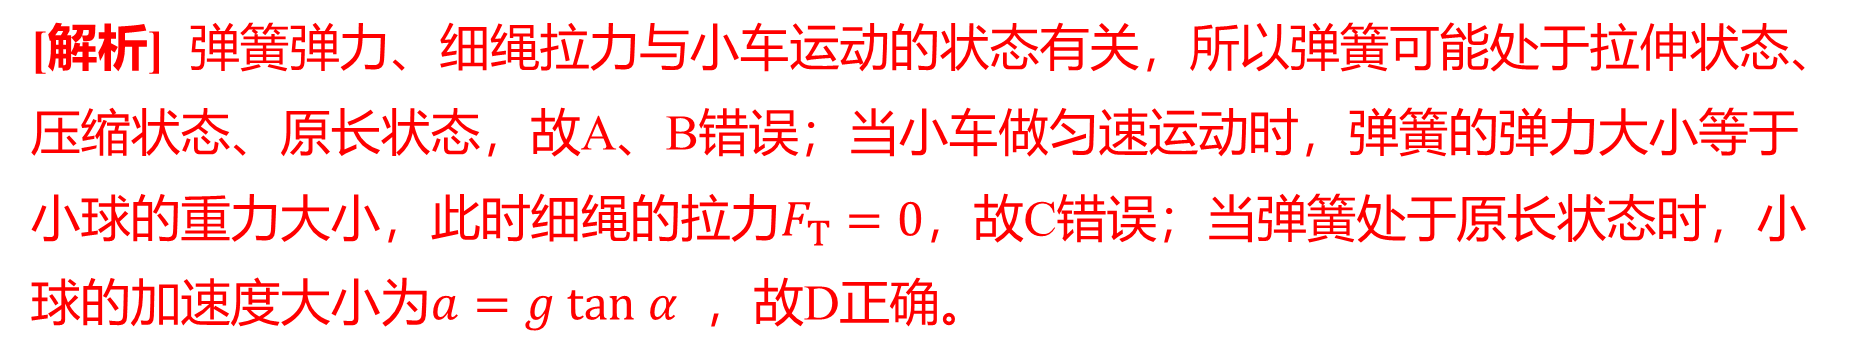 [解析] 弹簧弹力、细绳拉力与小车运动的状态有关，所以弹簧可能处于拉伸状态、
压缩状态、原长状态，故A、B错误；当小车做匀速运动时，弹簧的弹力大小等于
小球的重力大小，此时细绳的拉力F_T = 0，故C错误；当弹簧处于原长状态时，小
球的加速度大小为a = g tan α ，故D正确。